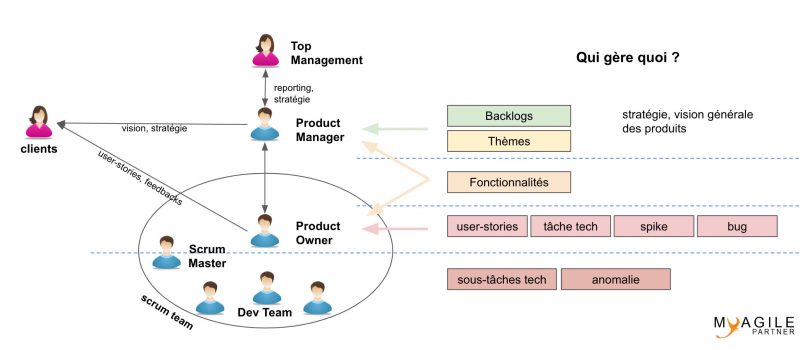 Top
Management
Qui gère quoi ?
reporting,
stratégie
Product
Manager
vision, stratégie
clients
Backlogs
stratégie, vision générale
des produits
Thèmes
user-stories, feedbacks
Fonctionnalités
Product
Owner
user-stories
tâche tech
spike
bug
Scrum
Master
sous-tâches tech
anomalie
scrum team
Dev Team
MY AGILE
PARTNER